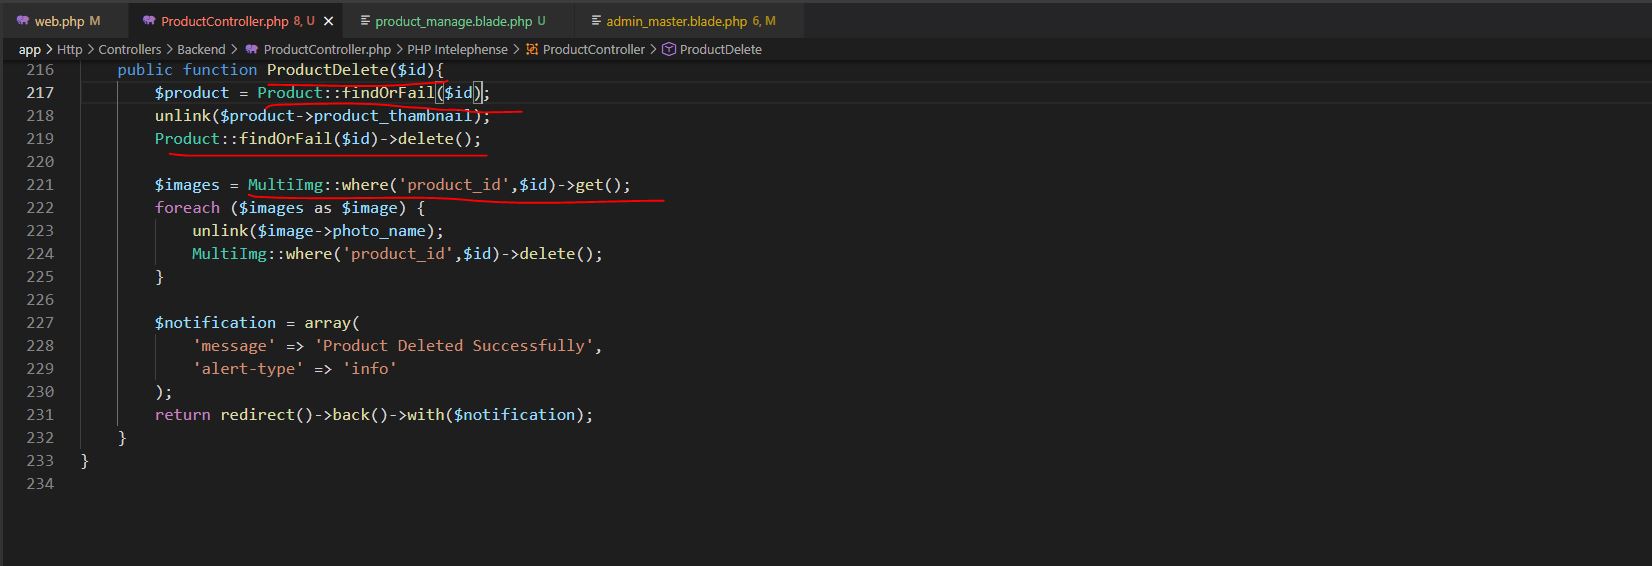 web.php M ProductController.php 8, U product_manage.blade.php U admin_master.blade.php 6, M
app > Http > Controllers > Backend > ProductController.php > PHP Intelephense > ProductController > ProductDelete
216 public function ProductDelete($id){
217 $product = Product::findOrFail($id);
218 unlink($product->product_thambnail);
219 Product::findOrFail($id)->delete();
220
221 $images = MultiImg::where('product_id',$id)->get();
222 foreach ($images as $image) {
223 unlink($image->photo_name);
224 MultiImg::where('product_id',$id)->delete();
225 }
226
227 $notification = array(
228 'message' => 'Product Deleted Successfully',
229 'alert-type' => 'info'
230 );
231 return redirect()->back()->with($notification);
232 }
233 }
234